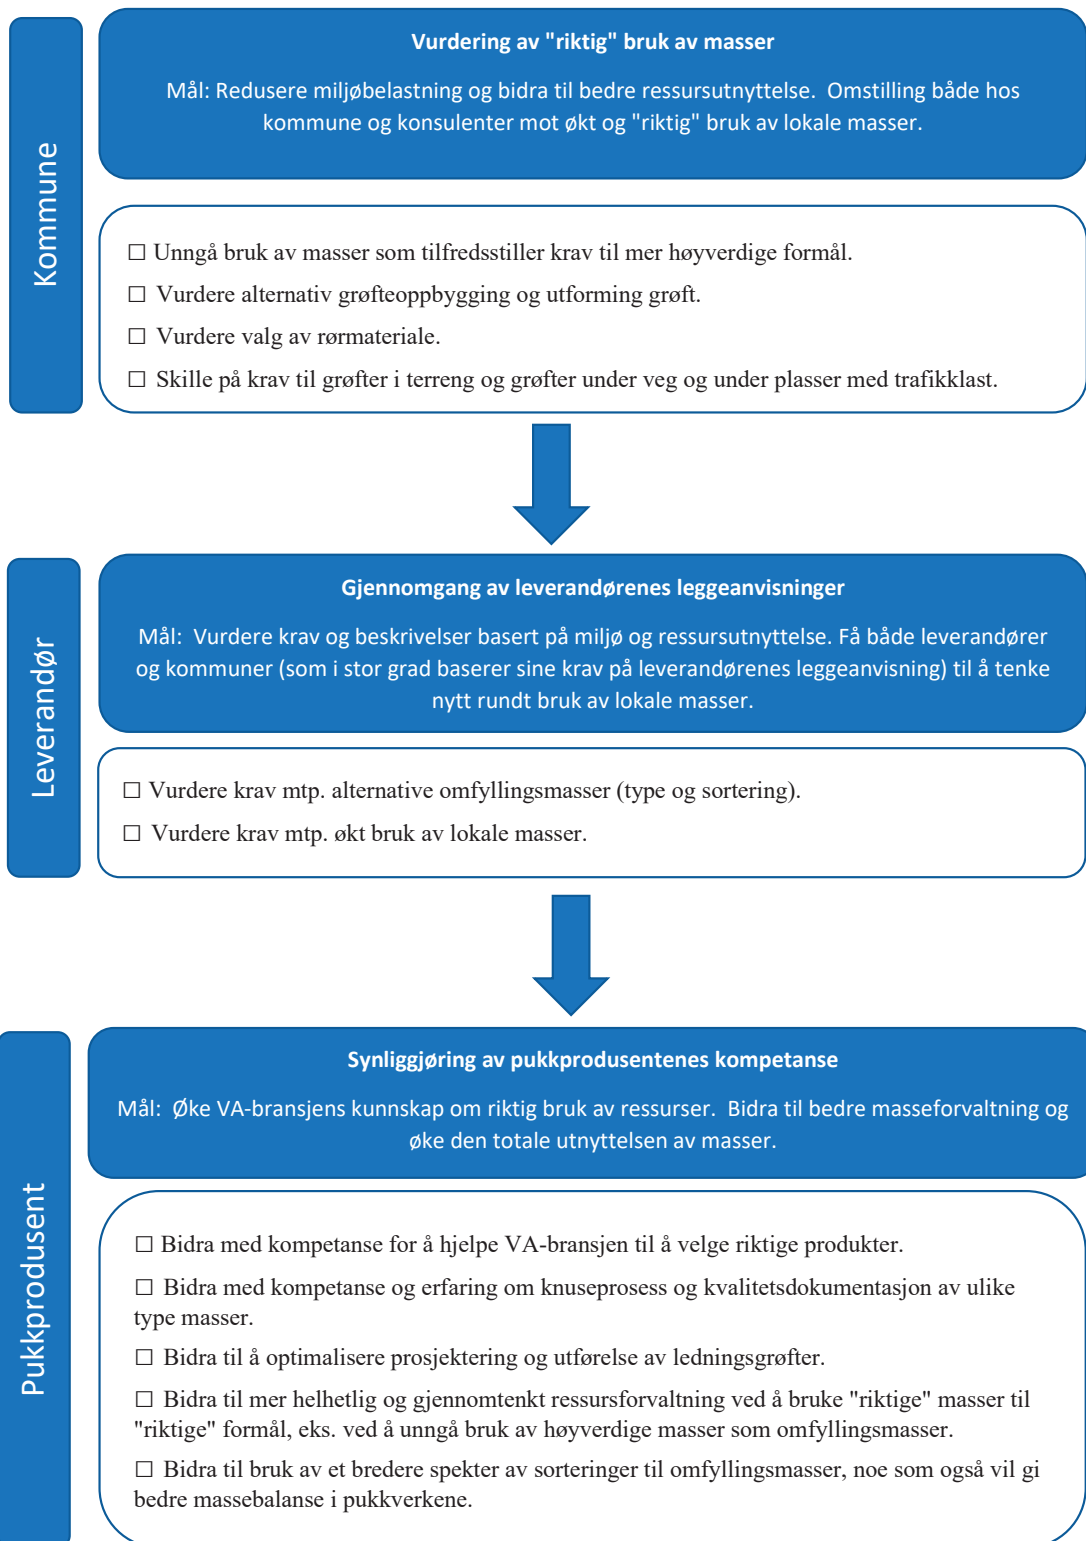 Kommune
Vurdering av "riktig" bruk av masser
Mål: Redusere miljøbelastning og bidra til bedre ressursutnyttelse. Omstilling både hos
kommune og konsulenter mot økt og "riktig" bruk av lokale masser.
☐ Unngå bruk av masser som tilfredsstiller krav til mer høyverdige formål.
☐ Vurdere alternativ grøfteoppbygging og utforming grøft.
☐ Vurdere valg av rørmateriale.
☐ Skille på krav til grøfter i terreng og grøfter under veg og under plasser med trafikklast.
Leverandør
Gjennomgang av leverandørenes leggeanvisninger
Mål: Vurdere krav og beskrivelser basert på miljø og ressursutnyttelse. Få både leverandører
og kommuner (som i stor grad baserer sine krav på leverandørenes leggeanvisning) til å tenke
nytt rundt bruk av lokale masser.
☐ Vurdere krav mtp. alternative omfyllingsmasser (type og sortering).
☐ Vurdere krav mtp. økt bruk av lokale masser.
Pukkprodusent
Synliggjøring av pukkprodusentenes kompetanse
Mål: Øke VA-bransjens kunnskap om riktig bruk av ressurser. Bidra til bedre masseforvaltning og
øke den totale utnyttelsen av masser.
☐ Bidra med kompetanse for å hjelpe VA-bransjen til å velge riktige produkter.
☐ Bidra med kompetanse og erfaring om knuseprosess og kvalitetsdokumentasjon av ulike
type masser.
☐ Bidra til å optimalisere prosjektering og utførelse av ledningsgrøfter.
☐ Bidra til mer helhetlig og gjennomtenkt ressursforvaltning ved å bruke "riktige" masser til
"riktige" formål, eks. ved å unngå bruk av høyverdige masser som omfyllingsmasser.
☐ Bidra til bruk av et bredere spekter av sorteringer til omfyllingsmasser, noe som også vil gi
bedre massebalanse i pukkverkene.